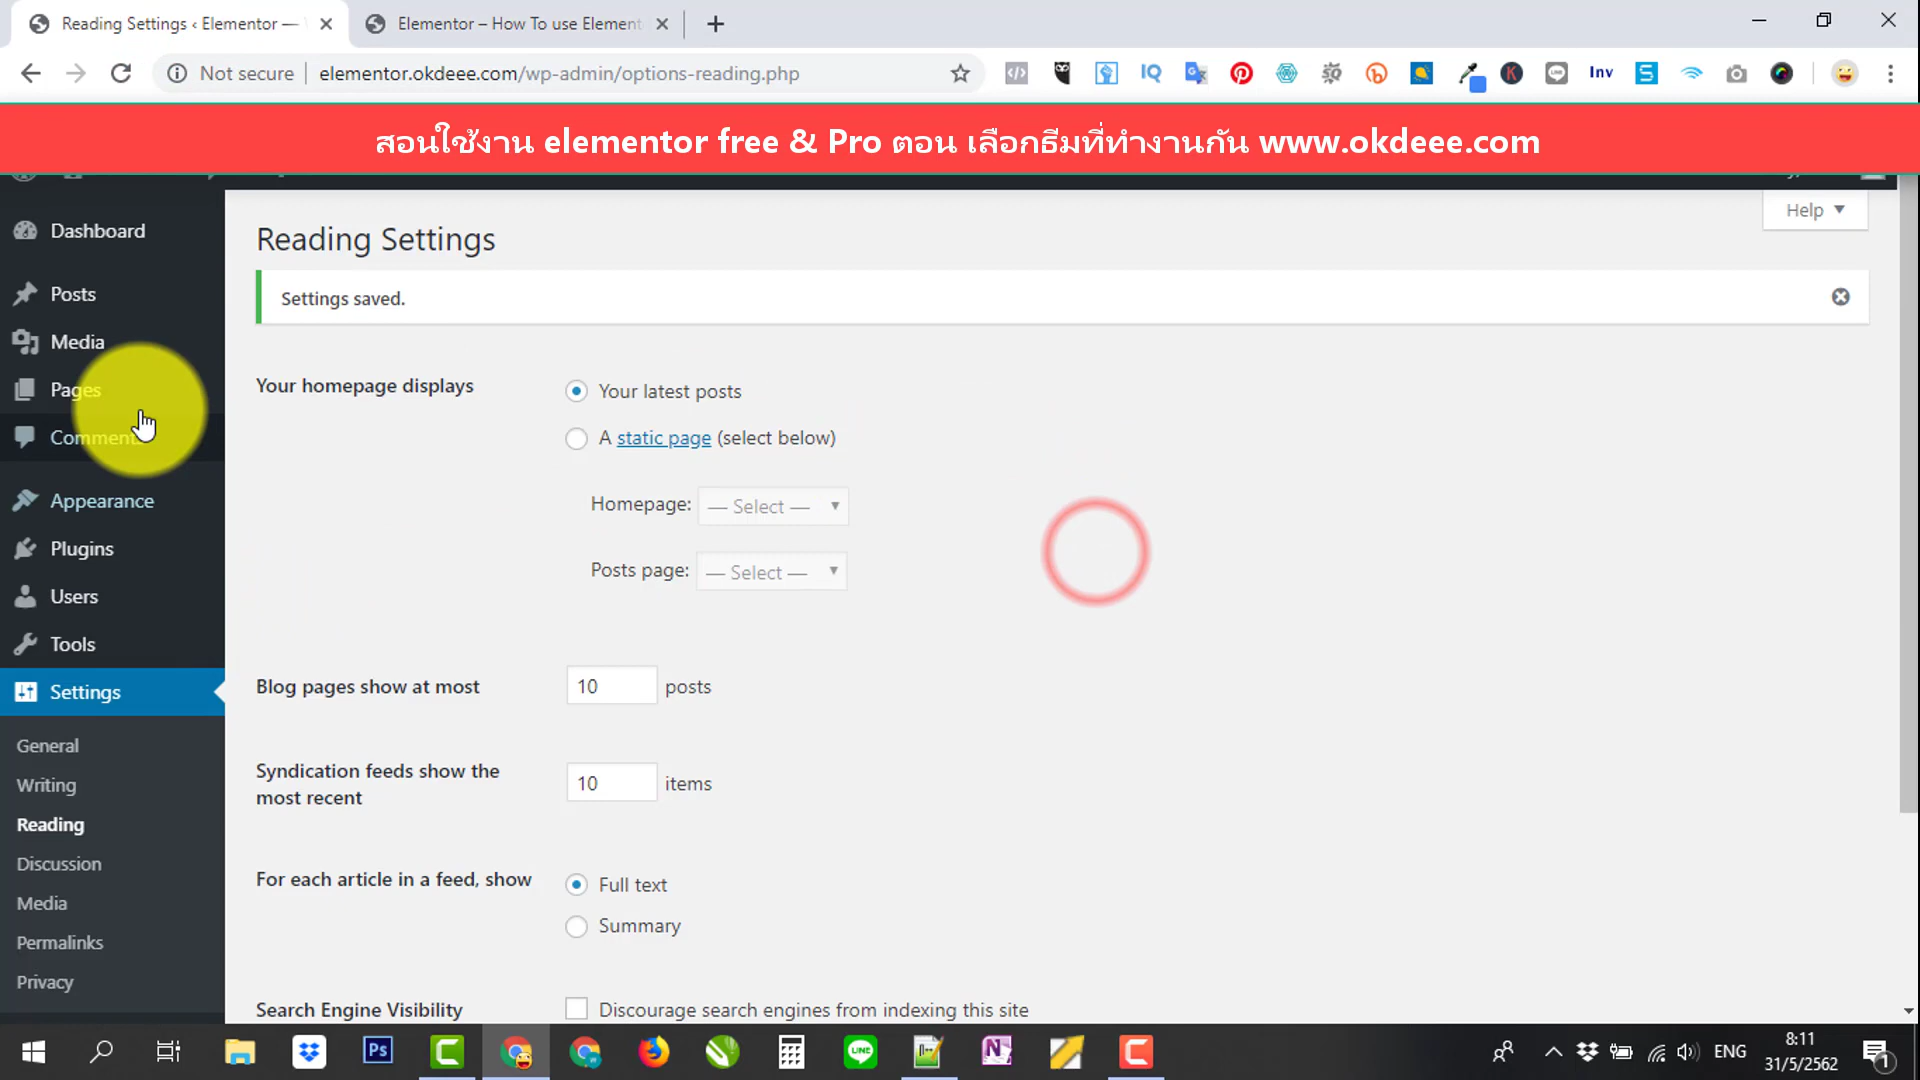 Reading Settings ‹ Elementor —
Elementor – How To use Element
Not secure
elementor.okdeee.com/wp-admin/options-reading.php
IQ
Inv
สอนใช้งาน elementor free & Pro ตอน เลือกธีมที่ทำงานกัน www.okdeee.com
Help
Dashboard
Posts
Media
Pages
Comment
Appearance
Plugins
Users
Tools
Settings
General
Writing
Reading
Discussion
Media
Permalinks
Privacy
Reading Settings
Settings saved.
Your homepage displays
Your latest posts
A static page (select below)
Homepage: — Select —
Posts page: — Select —
Blog pages show at most 10 posts
Syndication feeds show the
most recent
10 items
For each article in a feed, show
Full text
Summary
Search Engine Visibility
Discourage search engines from indexing this site
Ps
LINE
N
ENG
8:11
31/5/2562
1